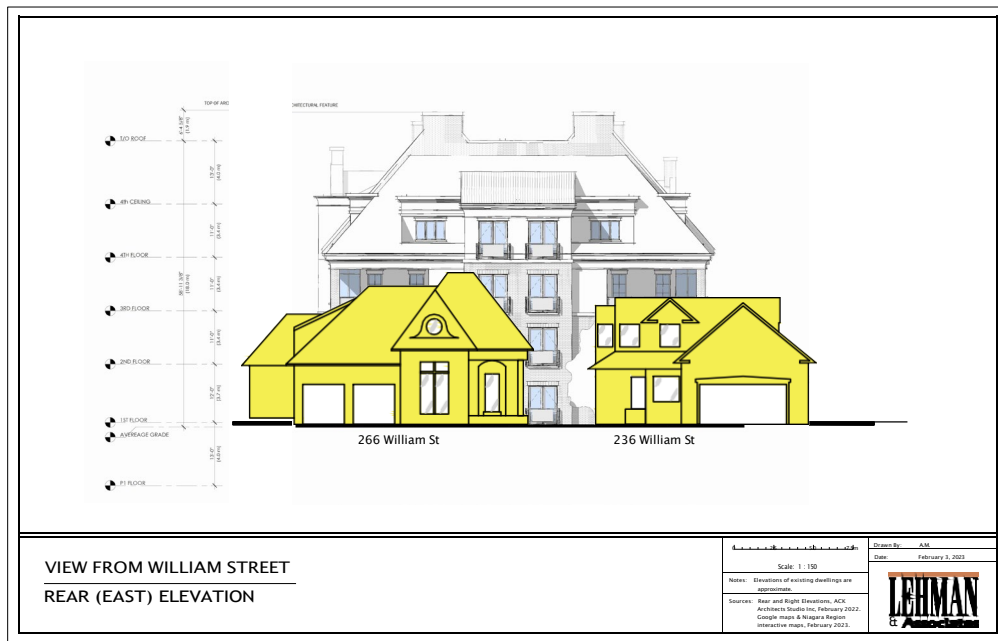 TOP OF ARC
HITECTURAL FEATURE
T/O ROOF
4th CEILING
4TH FLOOR
3RD FLOOR
2ND FLOOR
1ST FLOOR
AVEREAGE GRADE
P1 FLOOR
266 William St
236 William St
VIEW FROM WILLIAM STREET
REAR (EAST) ELEVATION
Scale: 1 : 150
Notes: Elevations of existing dwellings are
approximate.
Sources: Rear and Right Elevations, ACK
Architects Studio Inc, February 2022.
Google maps & Niagara Region
interactive maps, February 2023.
Drawn By: A.M.
Date: February 3, 2023
LEHMAN
& Associates